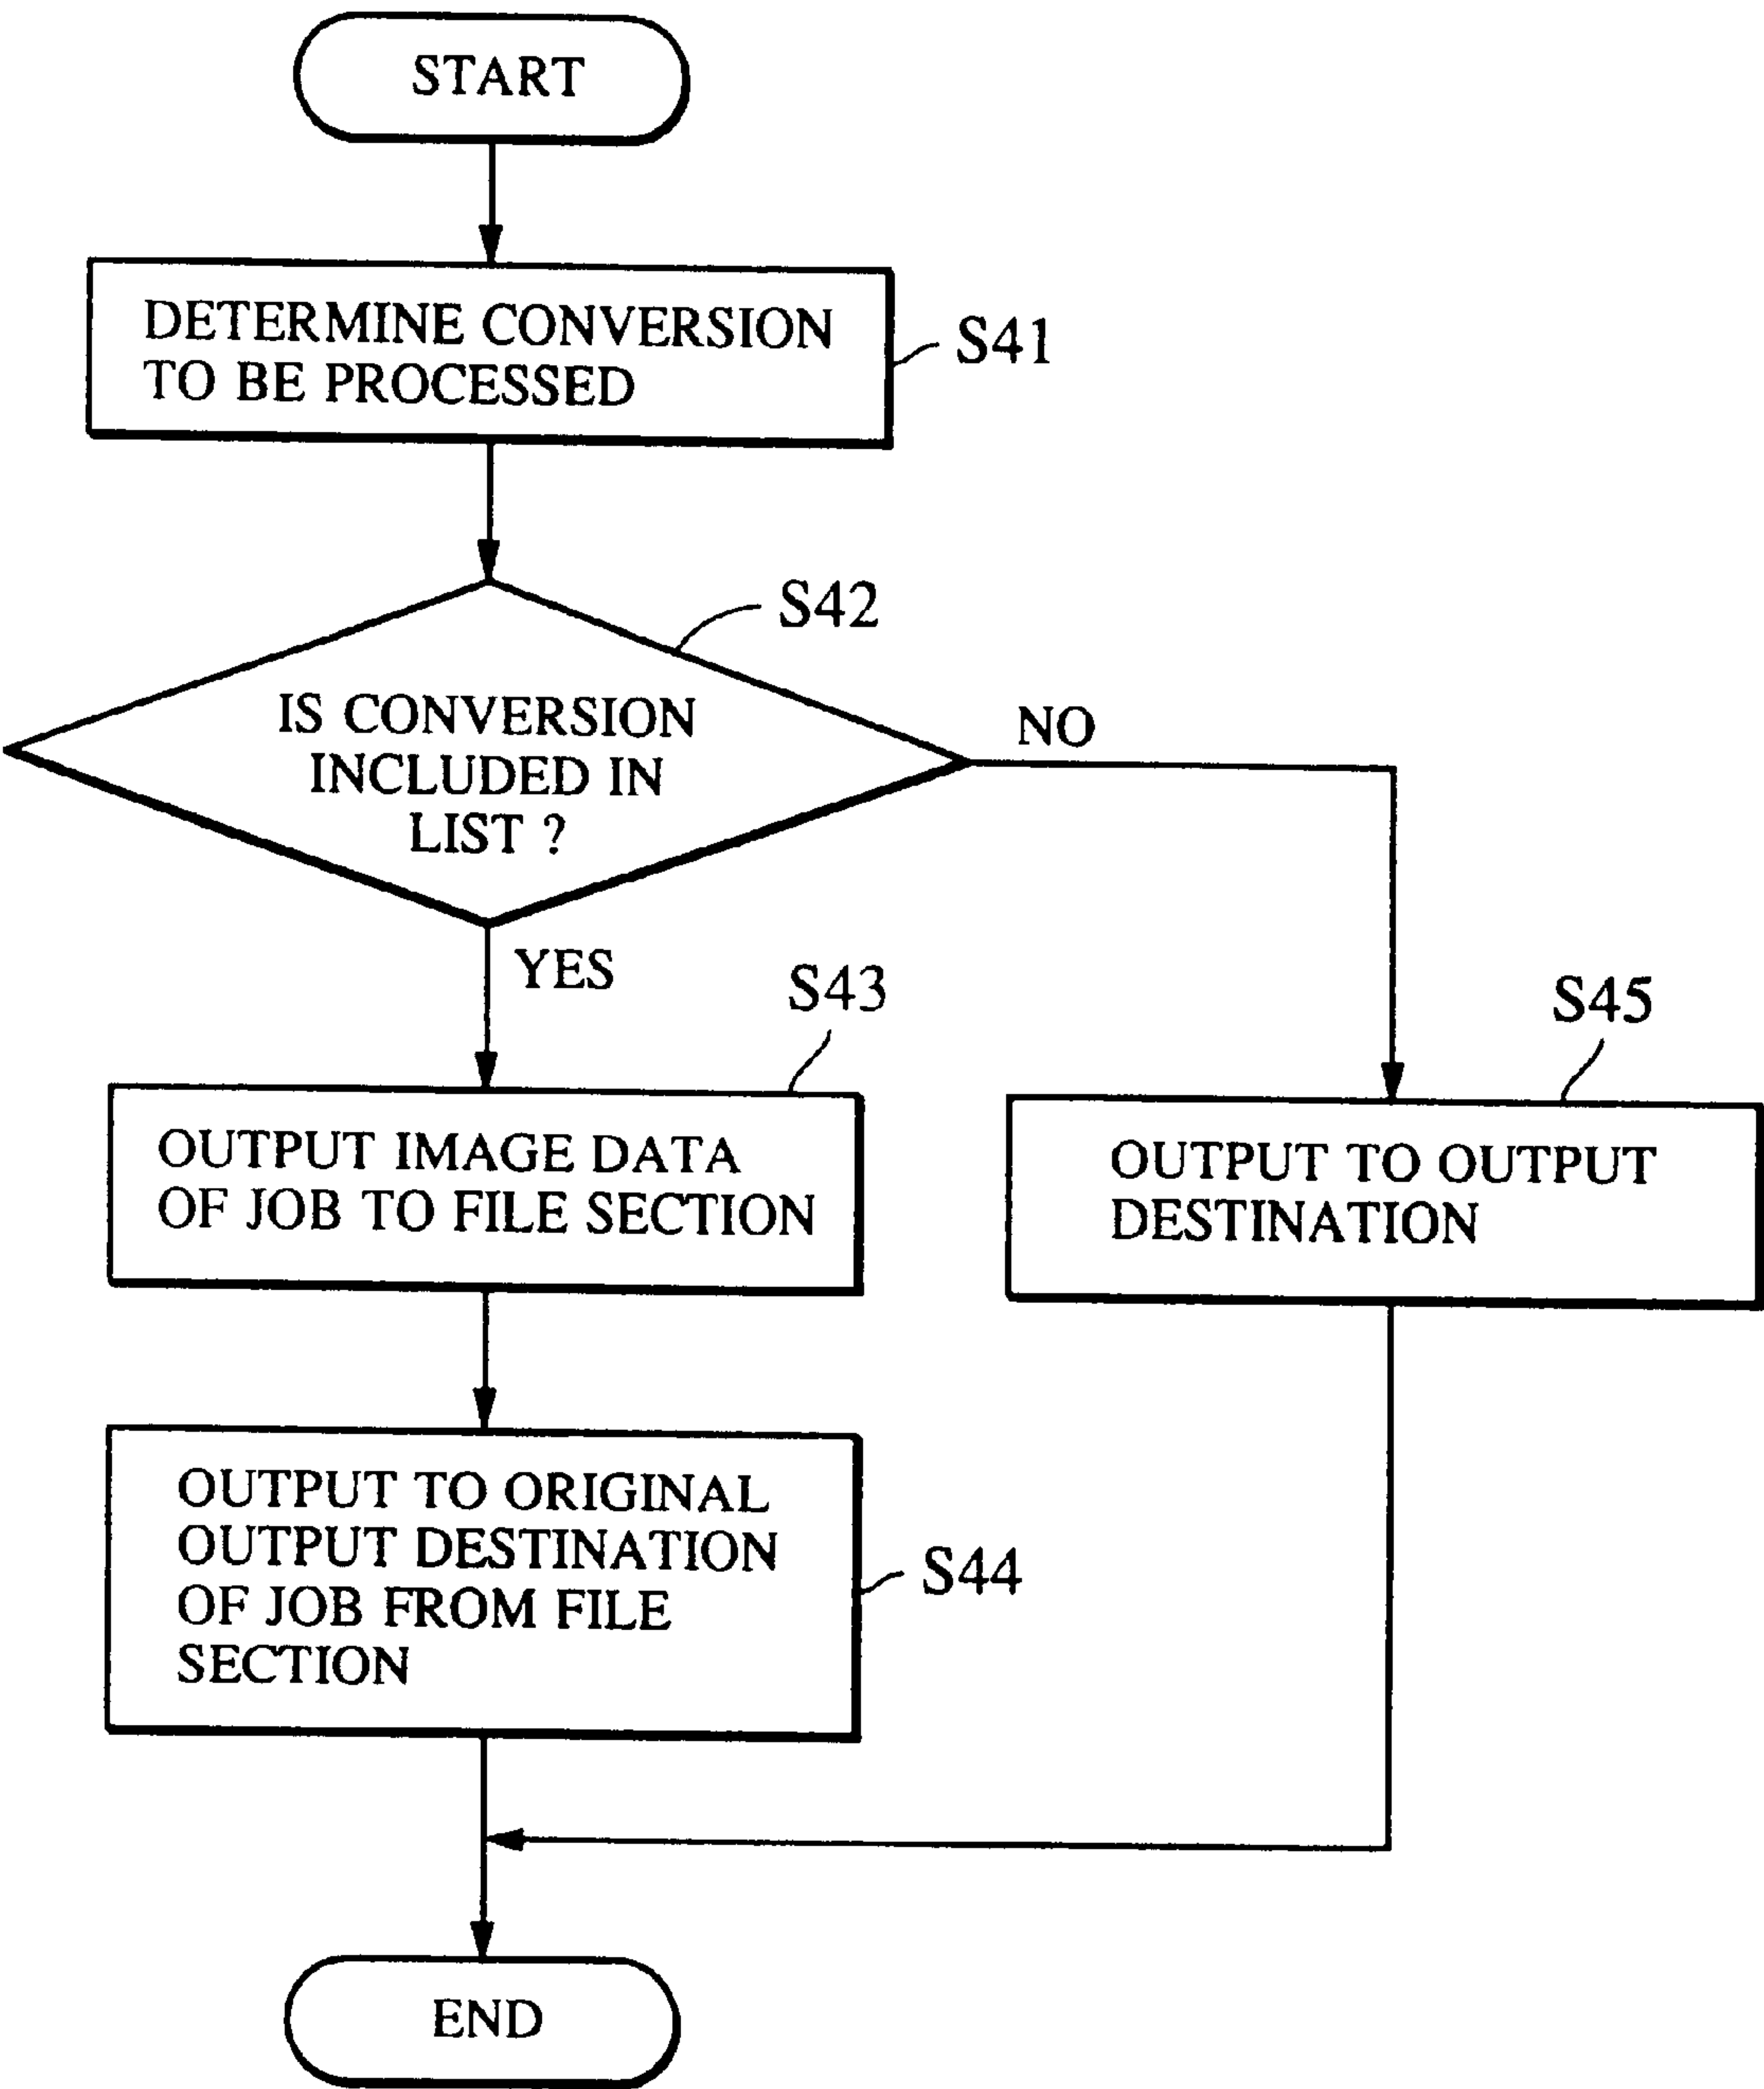 START
DETERMINE CONVERSION
TO BE PROCESSED
S41
S42
IS CONVERSION
INCLUDED IN
LIST ?
NO
YES
S43
OUTPUT IMAGE DATA
OF JOB TO FILE SECTION
S45
OUTPUT TO OUTPUT
DESTINATION
OUTPUT TO ORIGINAL
OUTPUT DESTINATION
OF JOB FROM FILE
SECTION
S44
END